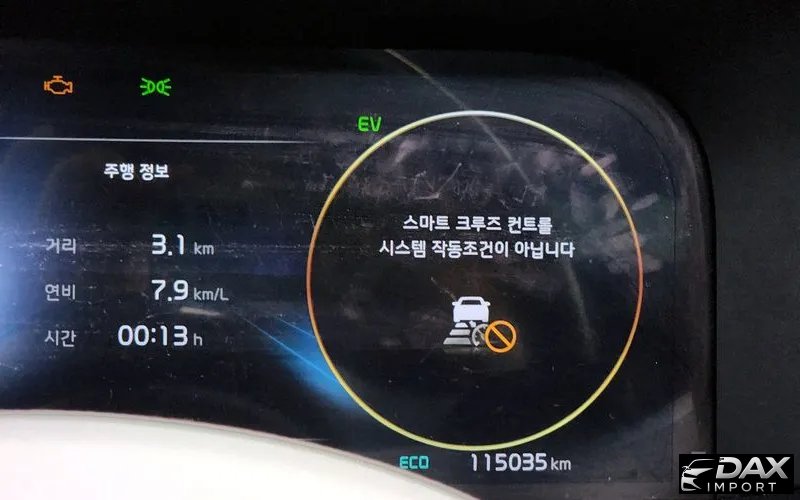 EV
주행 정보
스마트 크루즈 컨트롤
시스템 작동조건이 아닙니다
거리 3.1 km
연비 7.9 km/L
시간 00:13 h
ECO 115035 km
DAX
IMPORT